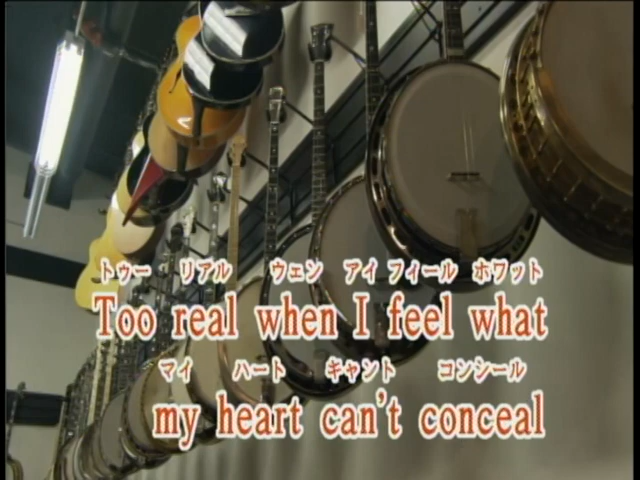 トゥー リアル ウェン アイ フィール ホワット
Too real when I feel what
マイ ハート キャント コンシール
my heart can't conceal